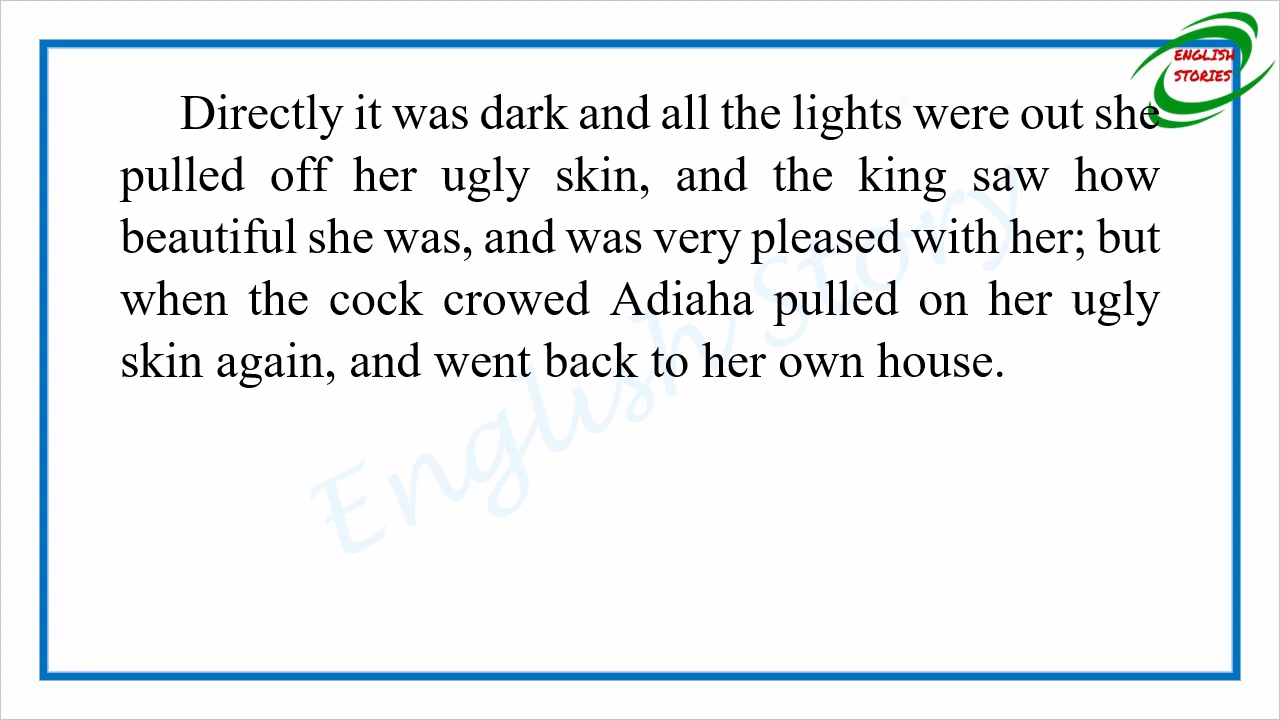 ENGLISH
STORIES
Directly it was dark and all the lights were out she
pulled off her ugly skin, and the king saw how
beautiful she was, and was very pleased with her; but
when the cock crowed Adiaha pulled on her ugly
skin again, and went back to her own house.
English Story